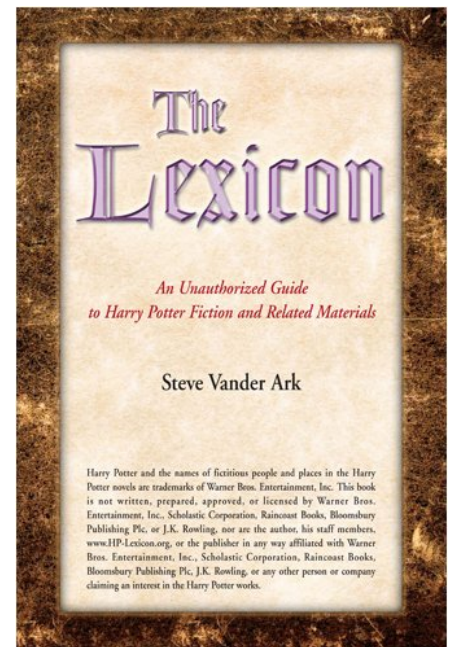 The
Lexicon
An Unauthorized Guide
to Harry Potter Fiction and Related Materials
Steve Vander Ark
Harry Potter and the names of fictitious people and places in the Harry
Potter novels are trademarks of Warner Bros. Entertainment, Inc. This book
is not written, prepared, approved, or licensed by Warner Bros.
Entertainment, Inc., Scholastic Corporation, Raincoast Books, Bloomsbury
Publishing Plc, or J.K. Rowling, nor are the author, his staff members,
www.HP-Lexicon.org, or the publisher in any way affiliated with Warner
Bros. Entertainment, Inc., Scholastic Corporation, Raincoast Books,
Bloomsbury Publishing Plc, J.K. Rowling, or any other person or company
claiming an interest in the Harry Potter works.